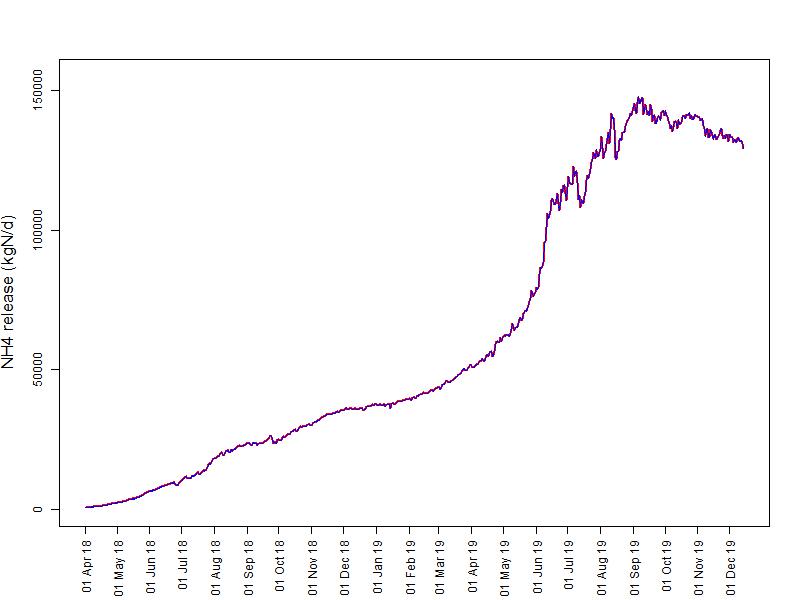 NH4 release (kgN/d)
150000
100000
50000
0
01 Apr 18
01 May 18
01 Jun 18
01 Jul 18
01 Aug 18
01 Sep 18
01 Oct 18
01 Nov 18
01 Dec 18
01 Jan 19
01 Feb 19
01 Mar 19
01 Apr 19
01 May 19
01 Jun 19
01 Jul 19
01 Aug 19
01 Sep 19
01 Oct 19
01 Nov 19
01 Dec 19